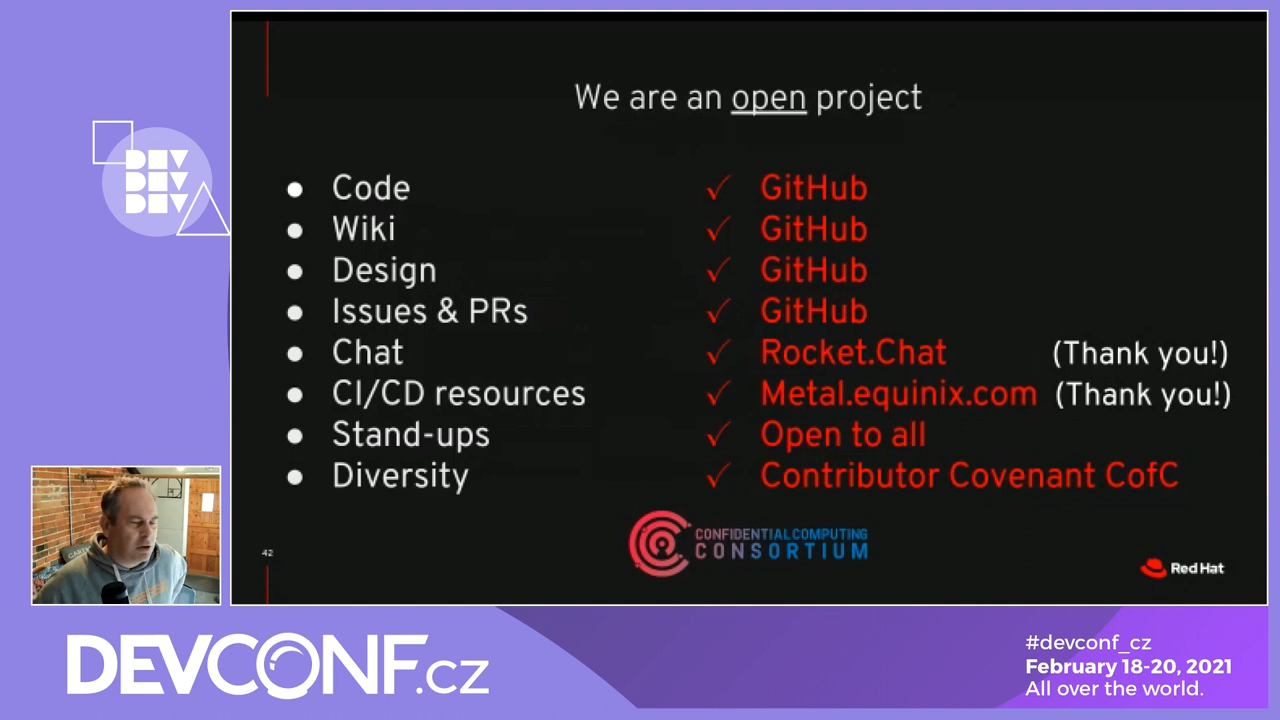 We are an open project
DEV
DEV
DEV
● Code
✓ GitHub
● Wiki
✓ GitHub
● Design
✓ GitHub
● Issues & PRs
✓ GitHub
● Chat
✓ Rocket.Chat (Thank you!)
● CI/CD resources
✓ Metal.equinix.com (Thank you!)
● Stand-ups
✓ Open to all
● Diversity
✓ Contributor Covenant CofC
CONFIDENTIAL COMPUTING
CONSORTIUM
42
Red Hat
DEVCONF.cz
#devconf_cz
February 18-20, 2021
All over the world.